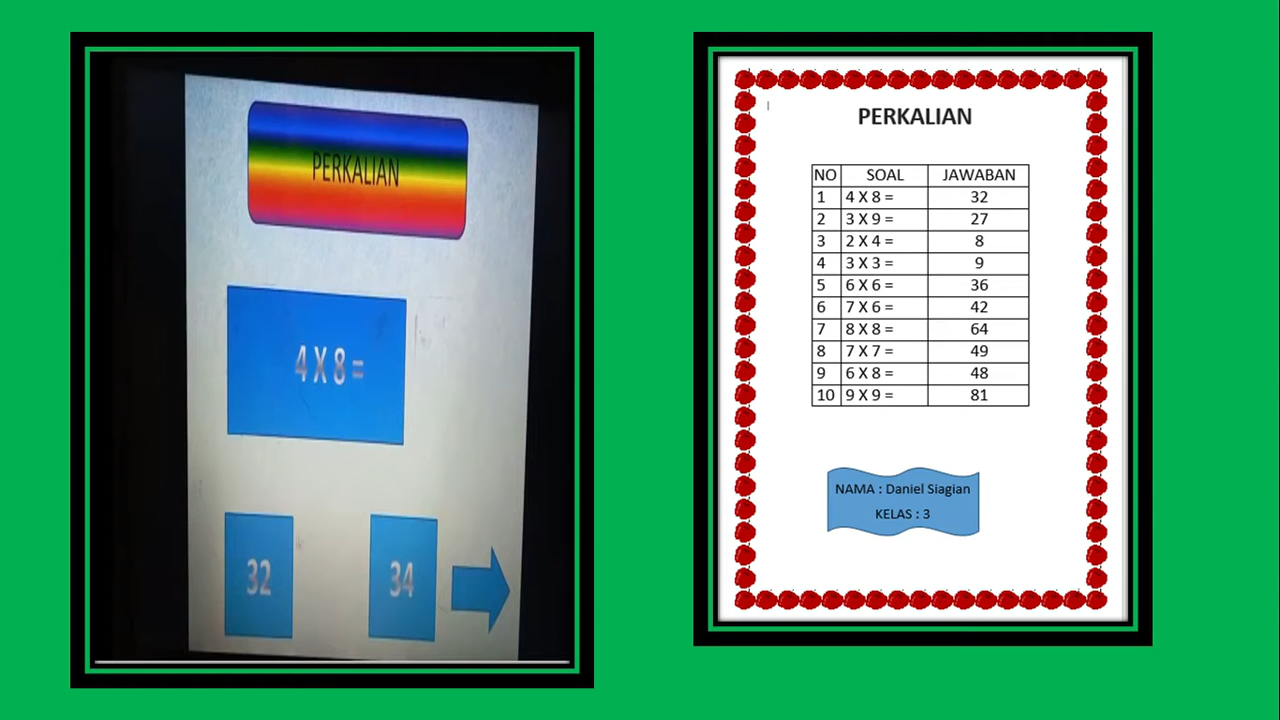 PERKALIAN
4 X 8 =
32 34
PERKALIAN
NO SOAL JAWABAN
1 4 X 8 = 32
2 3 X 9 = 27
3 2 X 4 = 8
4 3 X 3 = 9
5 6 X 6 = 36
6 7 X 6 = 42
7 8 X 8 = 64
8 7 X 7 = 49
9 6 X 8 = 48
10 9 X 9 = 81
NAMA : Daniel Siagian
KELAS : 3